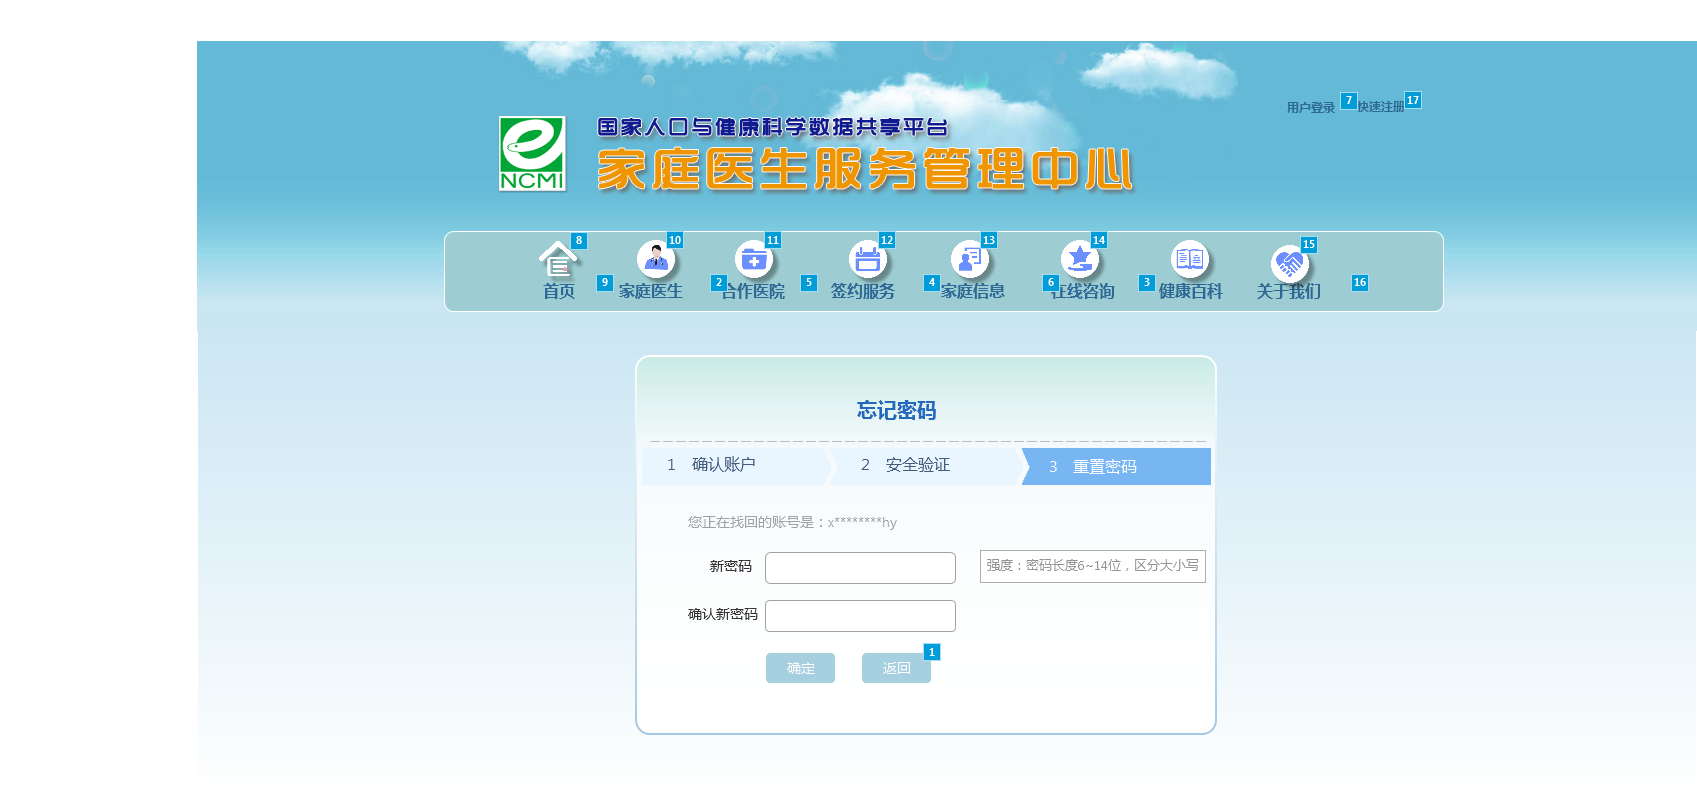 用户登录 7 快速注册 17
国家人口与健康科学数据共享平台
家庭医生服务管理中心
NCMI
8 10 11 12 13 14 15
首页 9 家庭医生 2 合作医院 5 签约服务 4 家庭信息 6 在线咨询 3 健康百科 关于我们 16
忘记密码
1 确认账户 2 安全验证 3 重置密码
您正在找回的账号是：x********hy
新密码 强度：密码长度6~14位，区分大小写
确认新密码
确定 返回 1